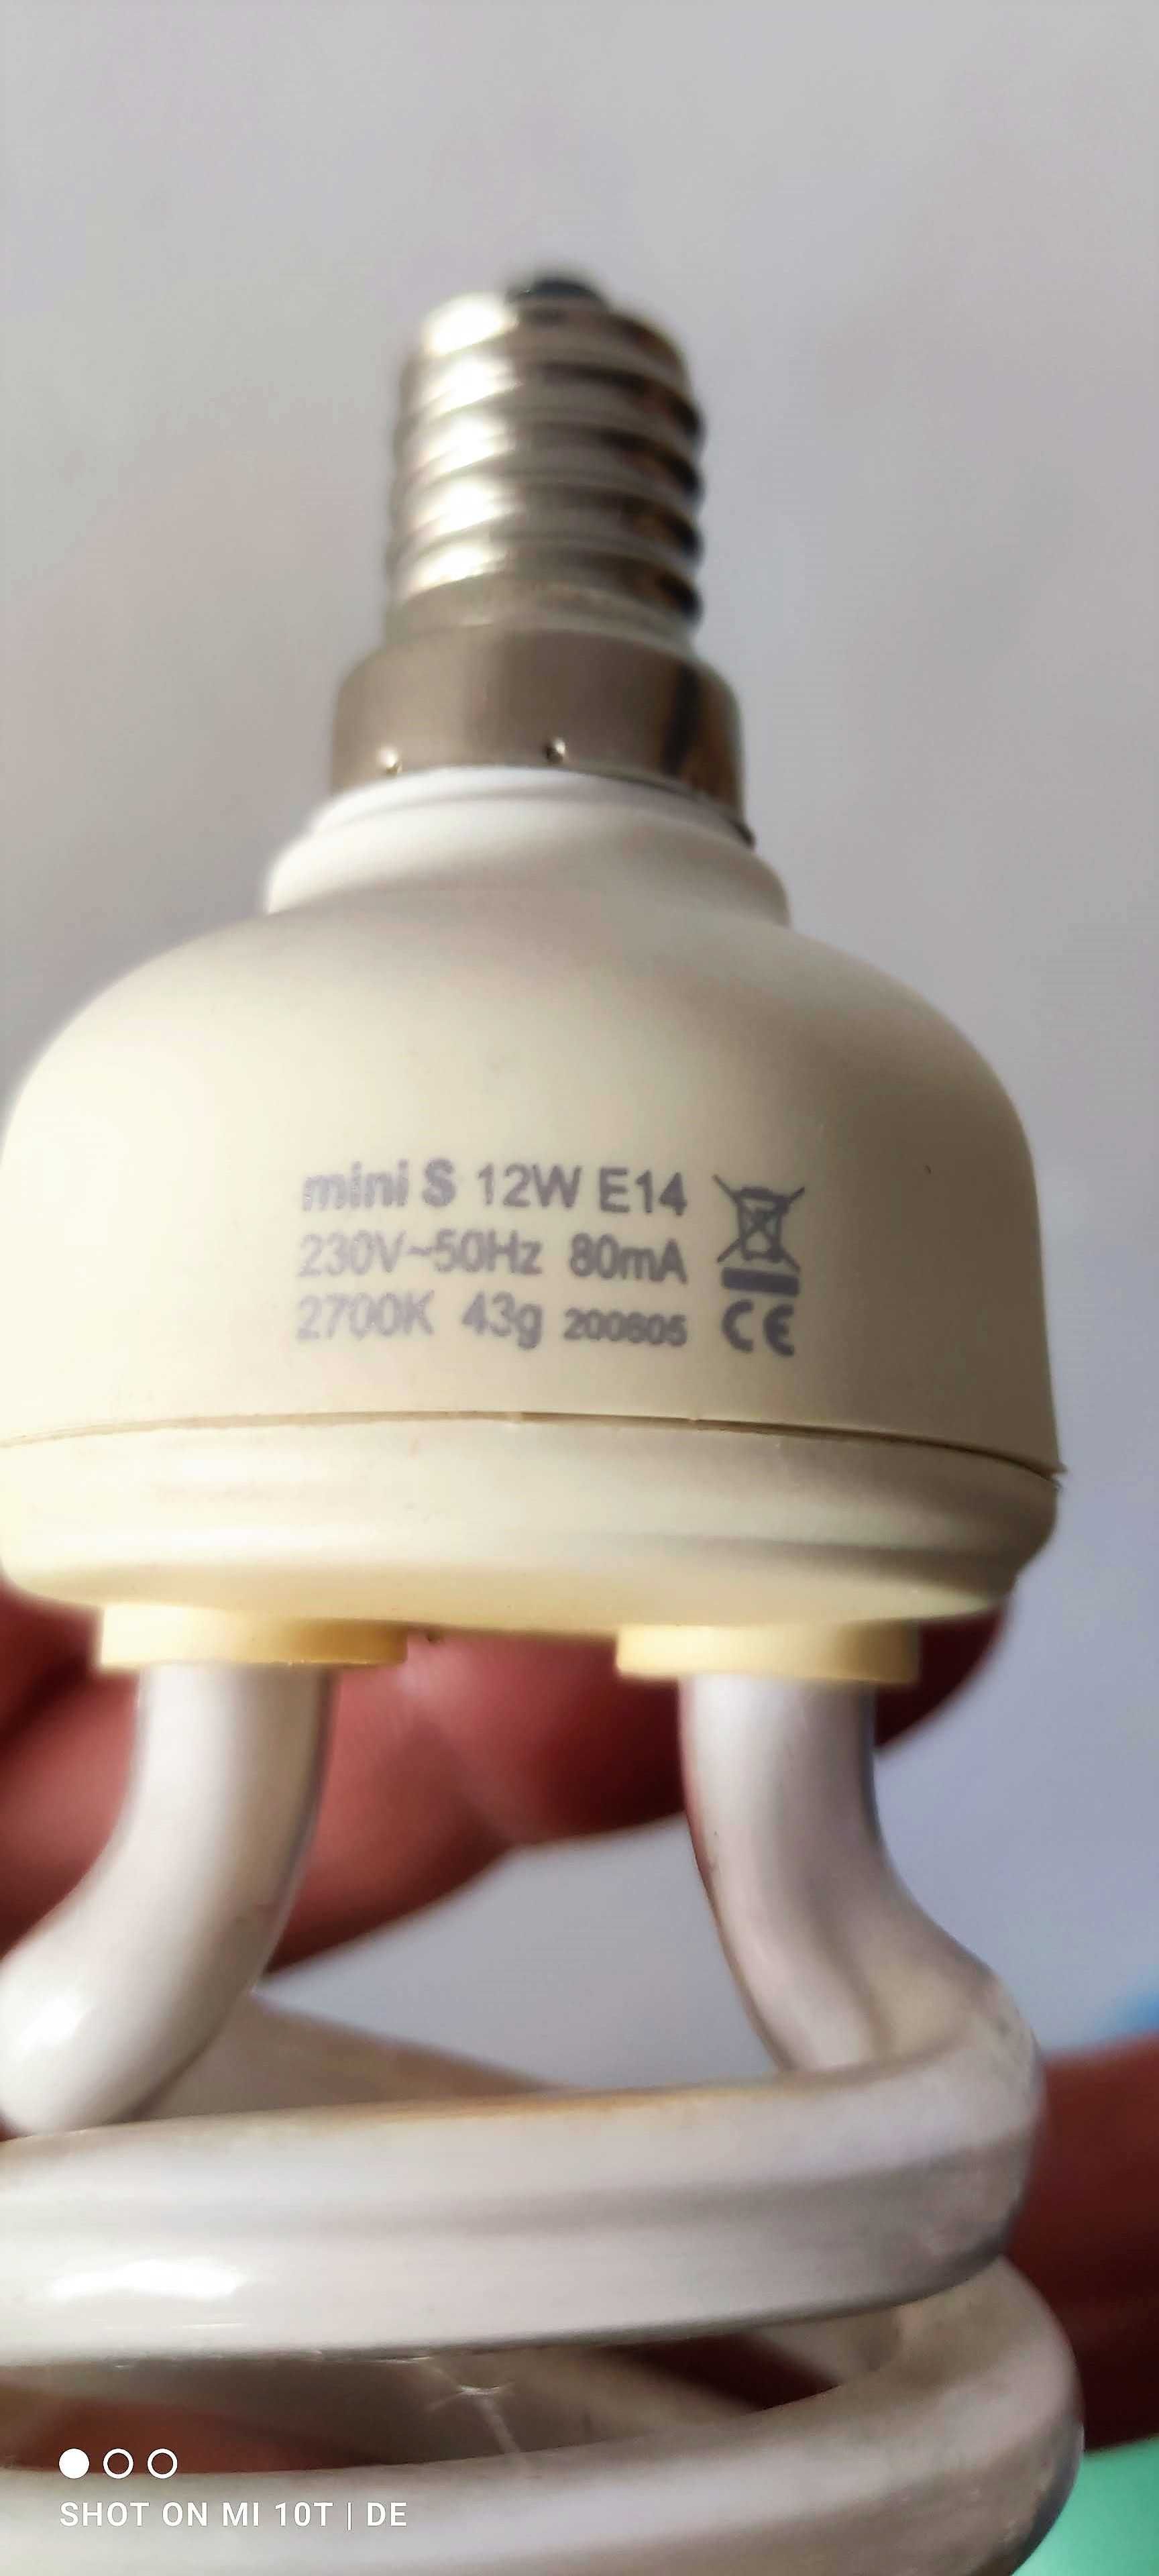 mini S 12W E14
230V~50Hz 80mA
2700K 43g 200805
CE
SHOT ON MI 10T | DE